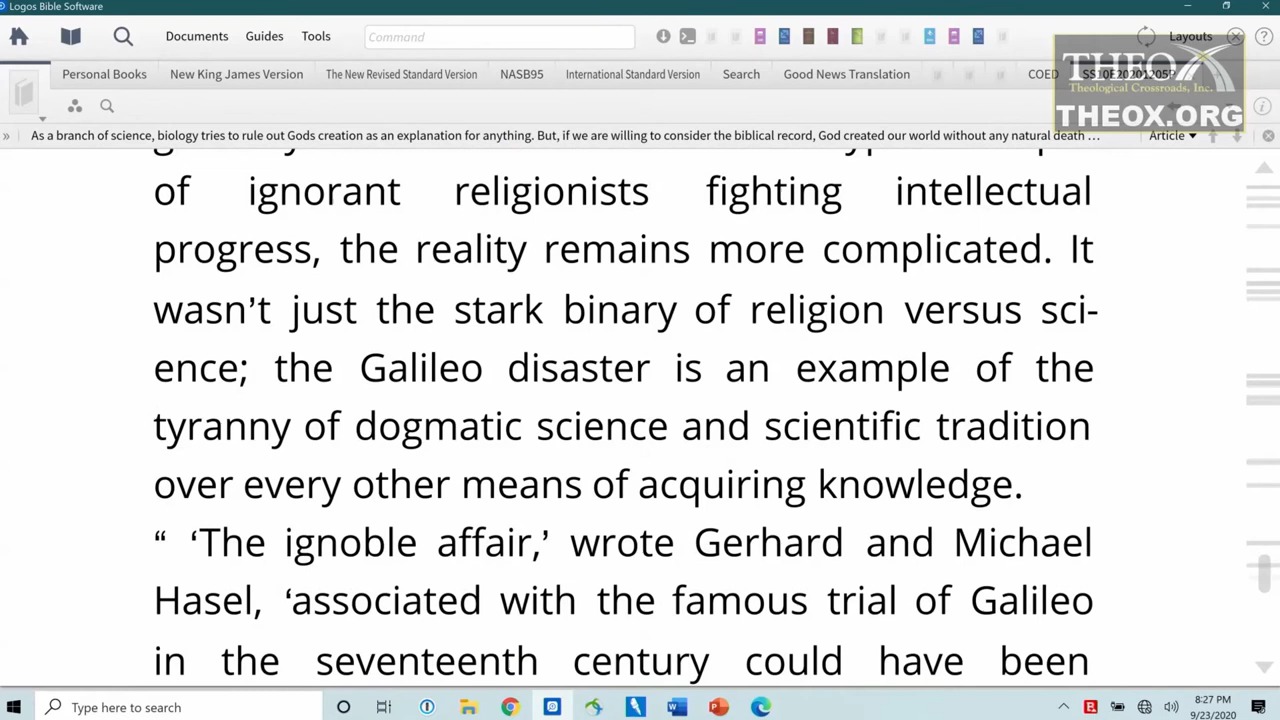 Logos Bible Software
Documents Guides Tools Command Layouts
Personal Books New King James Version The New Revised Standard Version NASB95 International Standard Version Search Good News Translation COED SS10E20201205P
THEO
Theological Crossroads, Inc.
THEOX.ORG
» As a branch of science, biology tries to rule out Gods creation as an explanation for anything. But, if we are willing to consider the biblical record, God created our world without any natural death ... Article
of ignorant religionists fighting intellectual
progress, the reality remains more complicated. It
wasn’t just the stark binary of religion versus sci-
ence; the Galileo disaster is an example of the
tyranny of dogmatic science and scientific tradition
over every other means of acquiring knowledge.
“ ‘The ignoble affair,’ wrote Gerhard and Michael
Hasel, ‘associated with the famous trial of Galileo
in the seventeenth century could have been
Type here to search
8:27 PM
9/23/2020